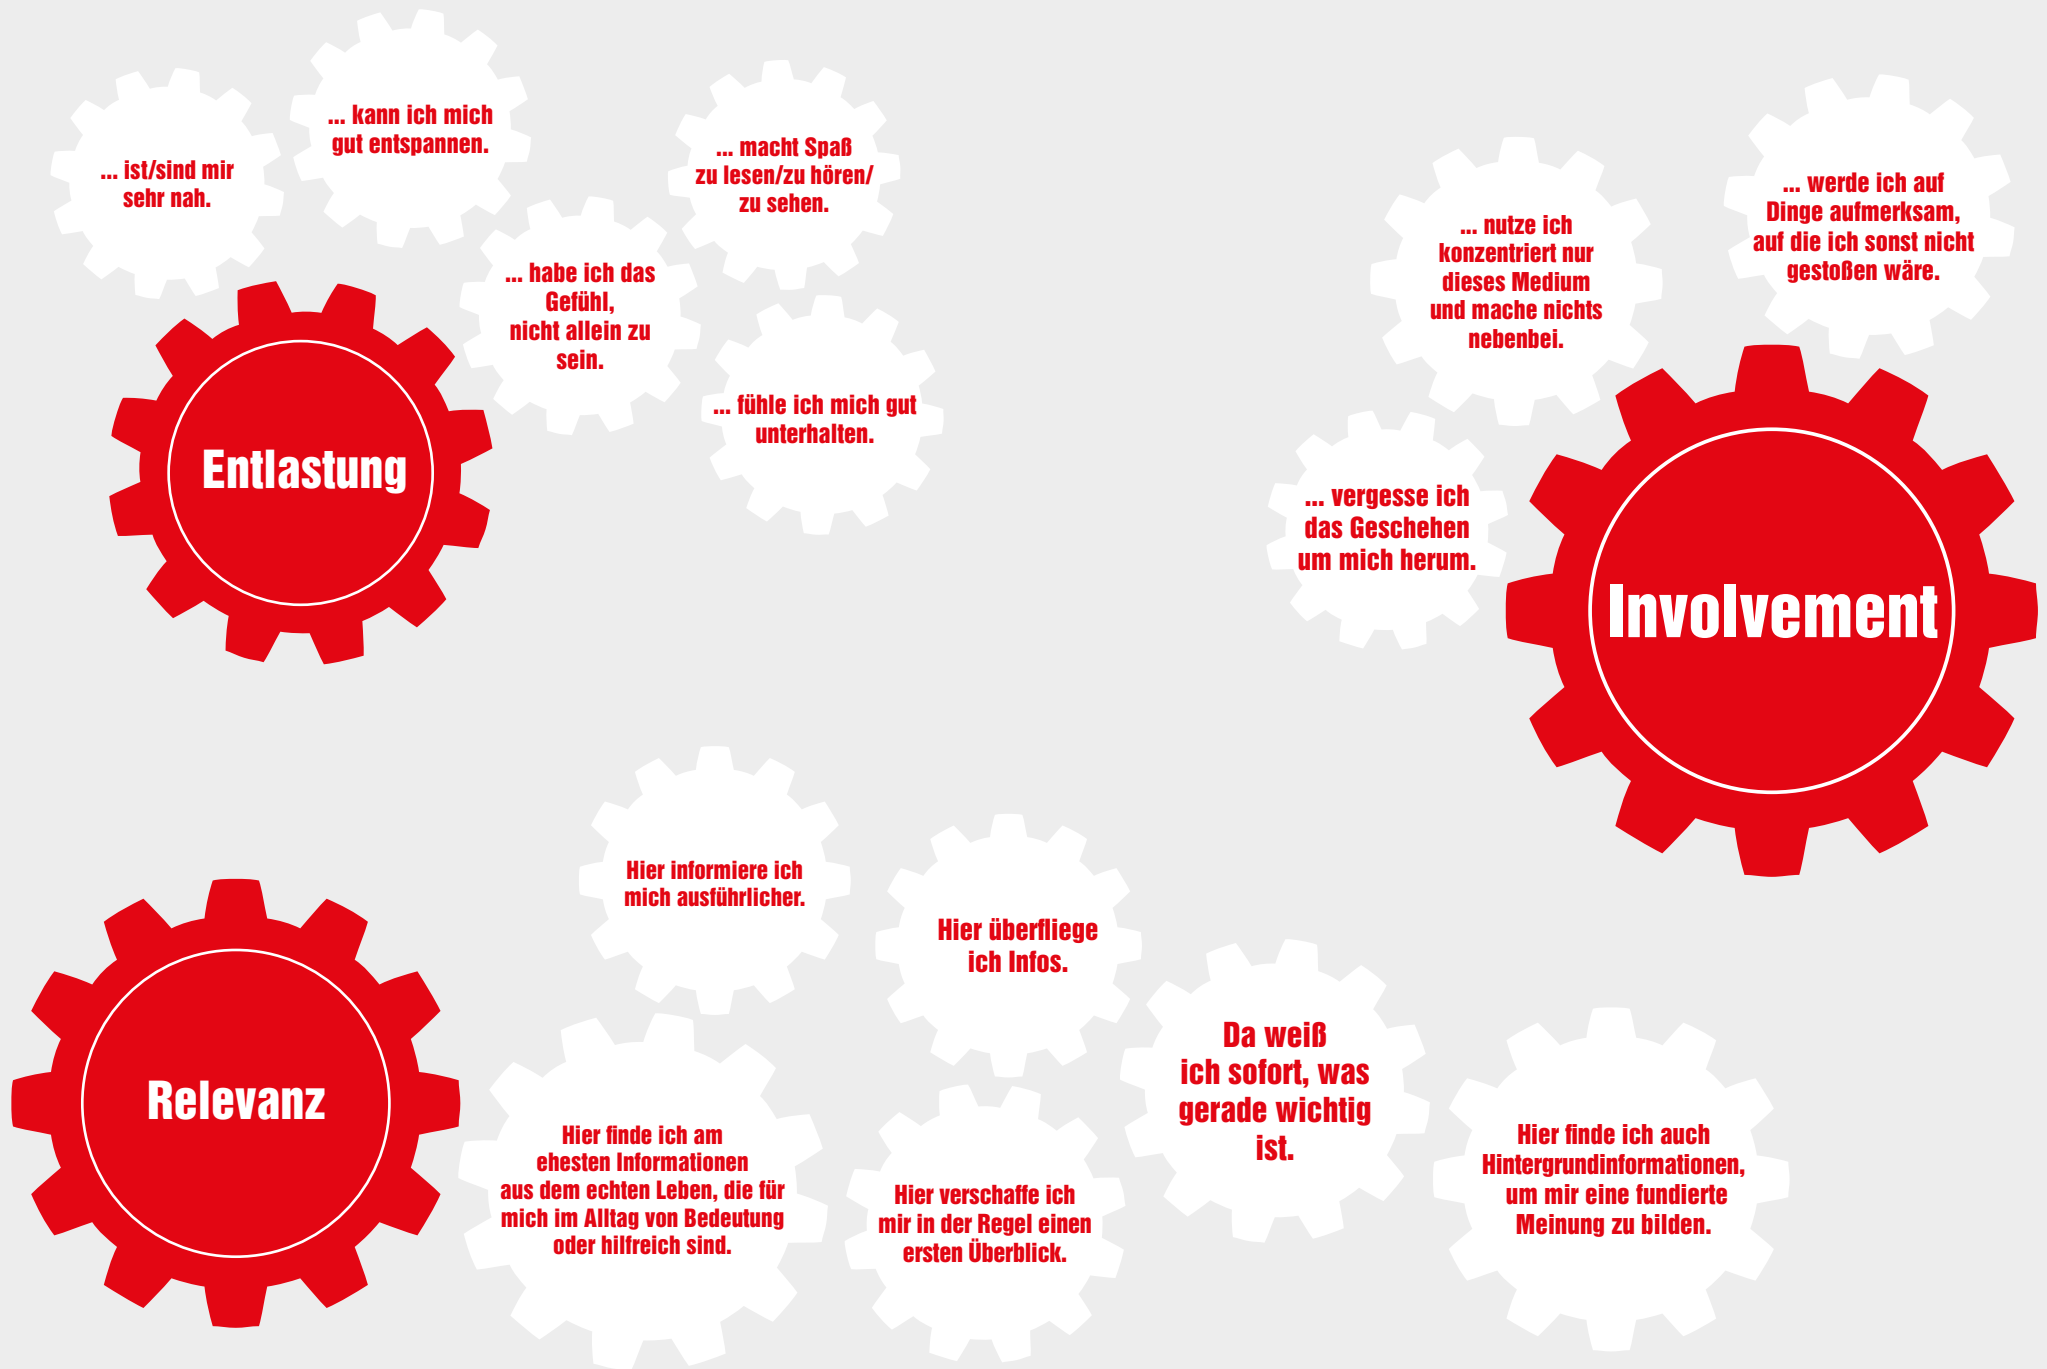 ... ist/sind mir
sehr nah.
... kann ich mich
gut entspannen.
... habe ich das
Gefühl,
nicht allein zu
sein.
... macht Spaß
zu lesen/zu hören/
zu sehen.
... fühle ich mich gut
unterhalten.
Entlastung
... nutze ich
konzentriert nur
dieses Medium
und mache nichts
nebenbei.
... werde ich auf
Dinge aufmerksam,
auf die ich sonst nicht
gestoßen wäre.
... vergesse ich
das Geschehen
um mich herum.
Involvement
Relevanz
Hier informiere ich
mich ausführlicher.
Hier überfliege
ich Infos.
Hier finde ich am
ehesten Informationen
aus dem echten Leben, die für
mich im Alltag von Bedeutung
oder hilfreich sind.
Hier verschaffe ich
mir in der Regel einen
ersten Überblick.
Da weiß
ich sofort, was
gerade wichtig
ist.
Hier finde ich auch
Hintergrundinformationen,
um mir eine fundierte
Meinung zu bilden.